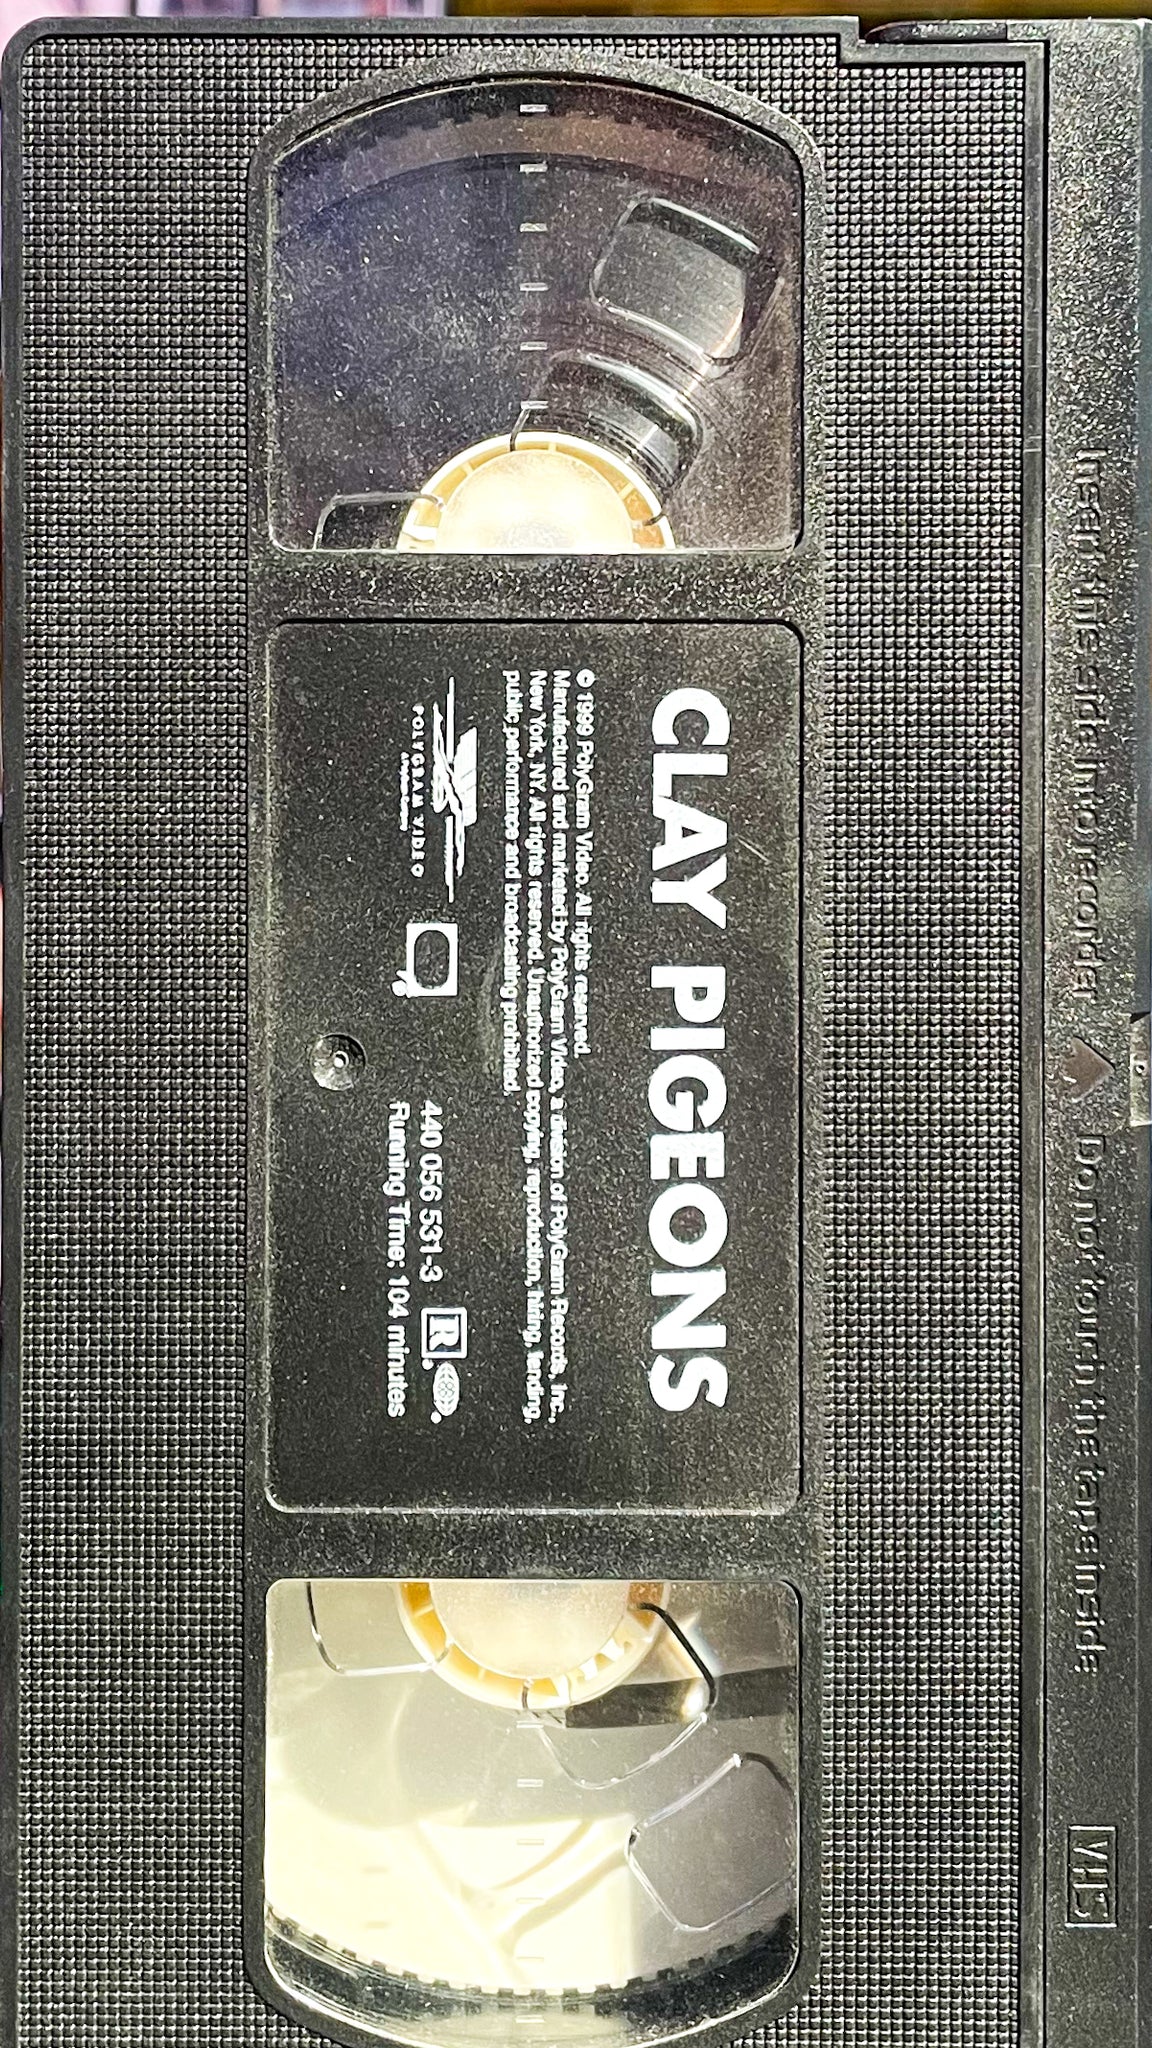 Insert this side into recorder
Do not touch the tape inside
VHS
CLAY PIGEONS
© 1999 PolyGram Video. All rights reserved.
Manufactured and marketed by PolyGram Video, a division of PolyGram Records, Inc.,
New York, NY. All rights reserved. Unauthorized copying, reproduction, hiring, lending,
public performance and broadcasting prohibited.
POLYGRAM VIDEO
440 056 531-3
R
Running Time: 104 minutes